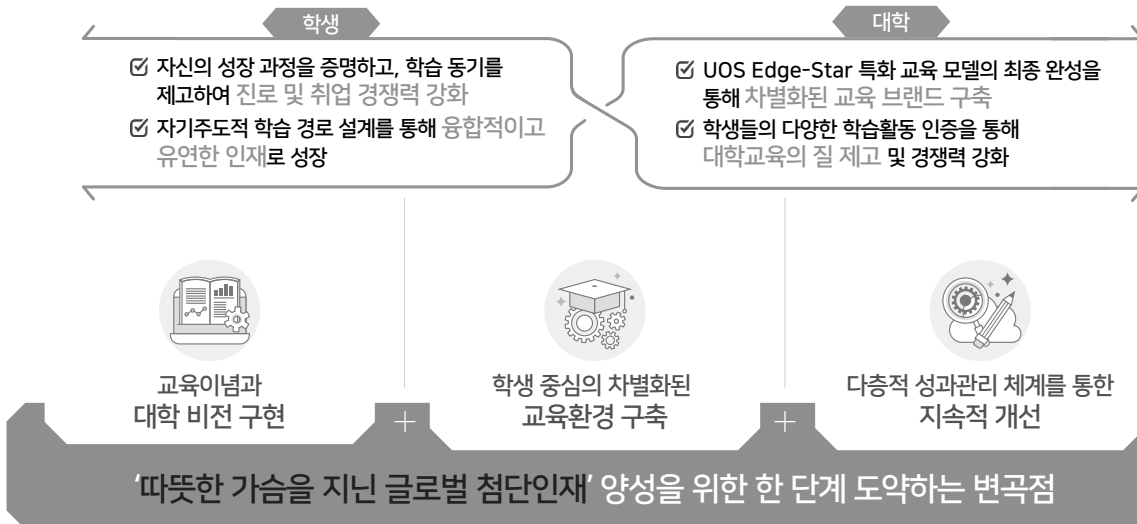 학생
자신의 성장 과정을 증명하고, 학습 동기를
제고하여 진로 및 취업 경쟁력 강화
자기주도적 학습 경로 설계를 통해 융합적이고
유연한 인재로 성장
대학
UOS Edge-Star 특화 교육 모델의 최종 완성을
통해 차별화된 교육 브랜드 구축
학생들의 다양한 학습활동 인증을 통해
대학교육의 질 제고 및 경쟁력 강화
교육이념과
대학 비전 구현
학생 중심의 차별화된
교육환경 구축
다층적 성과관리 체계를 통한
지속적 개선
'따뜻한 가슴을 지닌 글로벌 첨단인재' 양성을 위한 한 단계 도약하는 변곡점